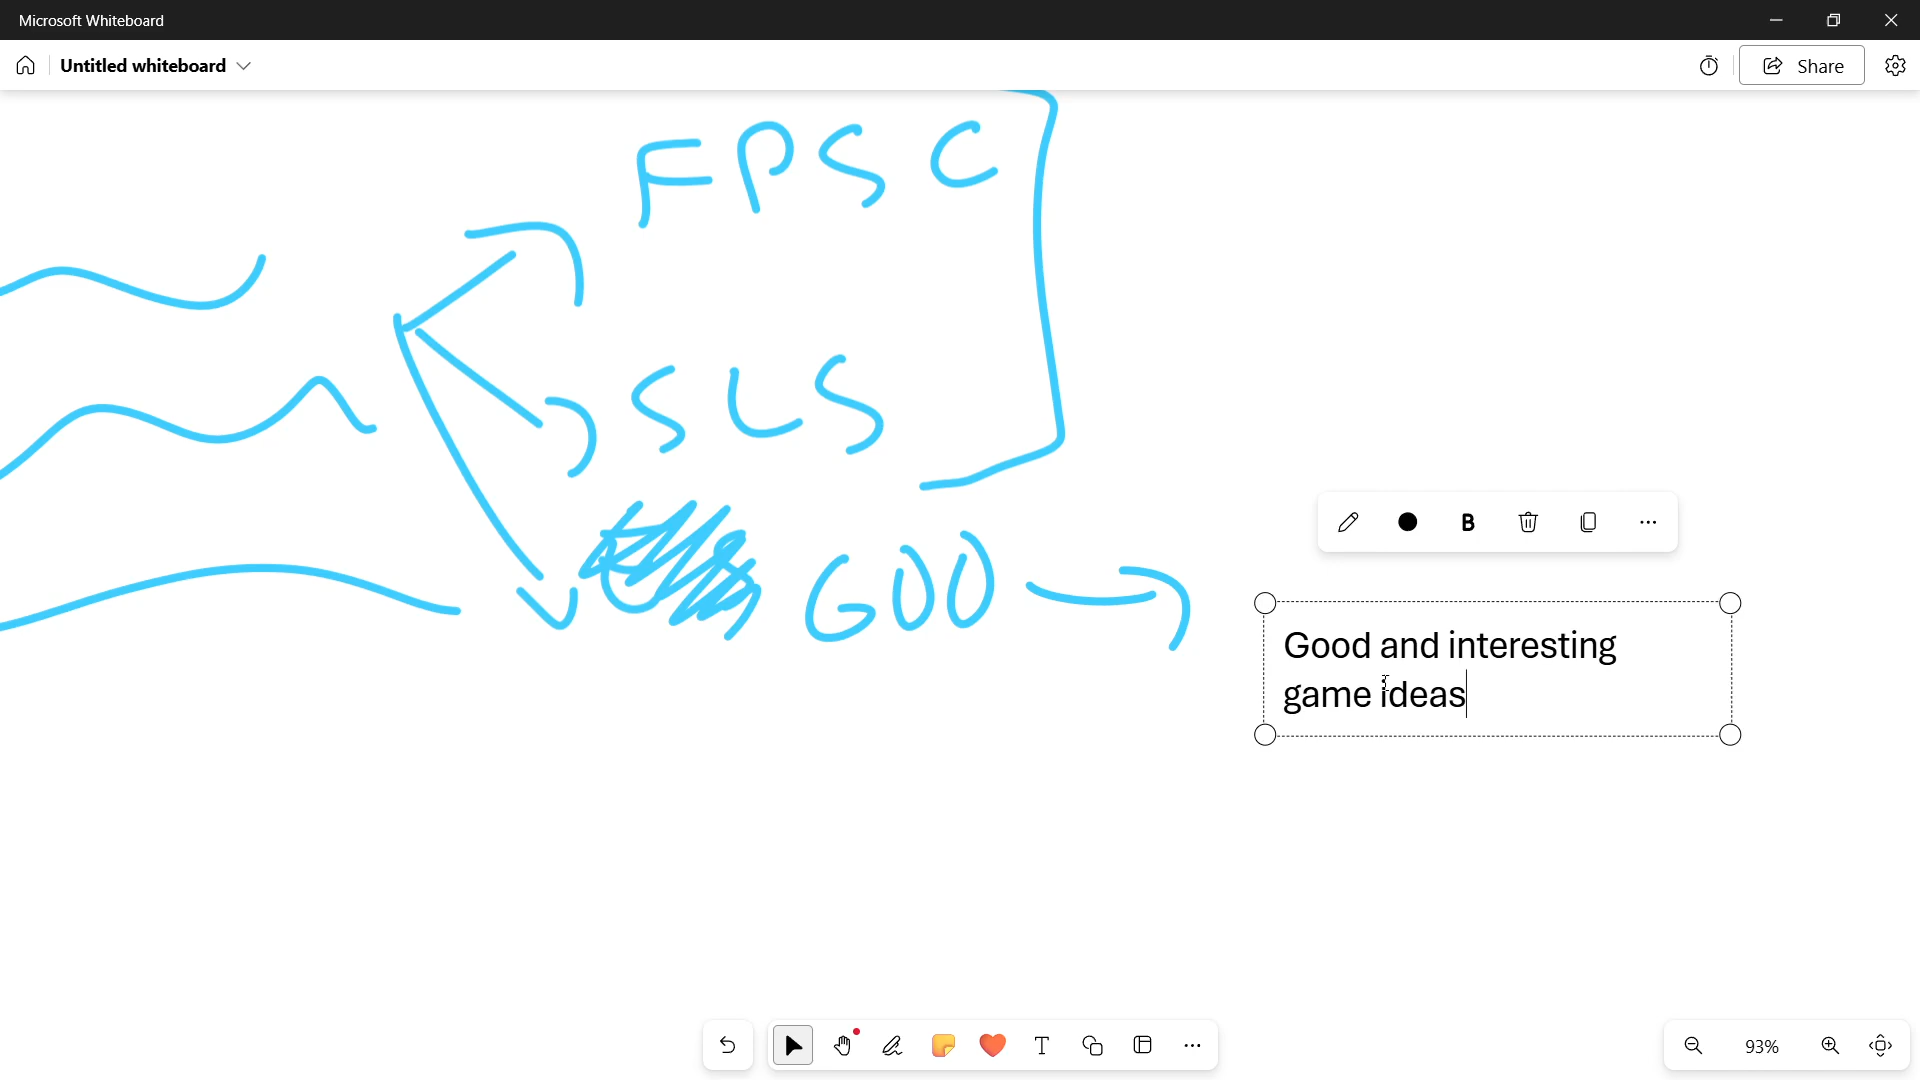 Microsoft Whiteboard
Untitled whiteboard
Share
FPSC
SLS
GOO
B
Good and interesting
game ideas
T
93%